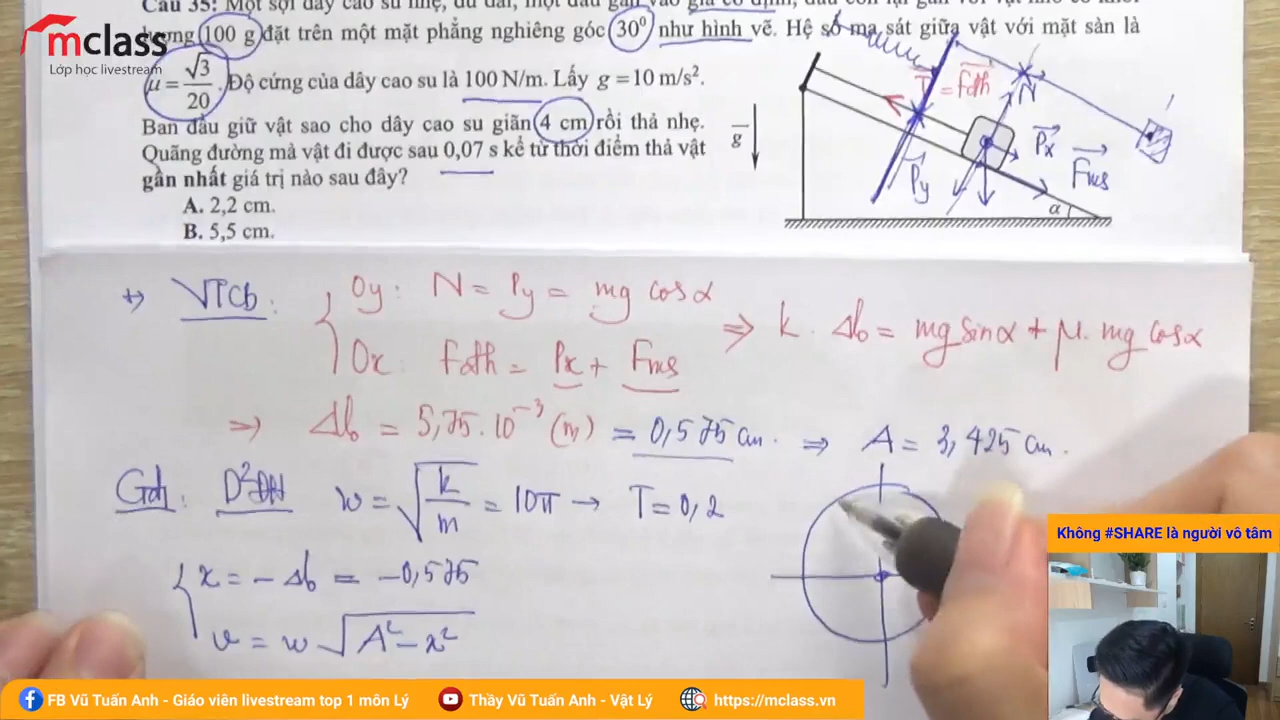 Câu 35: Một sợi dây cao su nhẹ, đủ dài, một đầu gắn vào giá cố định, đầu còn lại gắn với vật nhỏ có khối
lượng 100 g đặt trên một mặt phẳng nghiêng góc 30⁰ như hình vẽ. Hệ số ma sát giữa vật với mặt sàn là
μ = √3/20. Độ cứng của dây cao su là 100 N/m. Lấy g = 10 m/s².
Ban đầu giữ vật sao cho dây cao su giãn 4 cm rồi thả nhẹ.
Quãng đường mà vật đi được sau 0,07 s kể từ thời điểm thả vật
gần nhất giá trị nào sau đây?
A. 2,2 cm.
B. 5,5 cm.
mclass
Lớp học livestream
g
= Fđh
N
Px
Fms
Py
α
+) VTCb:
Oy: N = Py = mg cosα
Ox: Fđh = Px + Fms
⇒ k. Δl₀ = mg sinα + μ. mg cosα
⇒ Δl₀ = 5,75.10⁻³ (m) = 0,575 cm. ⇒ A = 3,425 cm.
Gđ1: D²ĐH ω = √(k/m) = 10π → T = 0,2
x = -Δl₀ = -0,575
v = ω √(A² - x²)
Không #SHARE là người vô tâm
FB Vũ Tuấn Anh - Giáo viên livestream top 1 môn Lý
Thầy Vũ Tuấn Anh - Vật Lý
https://mclass.vn